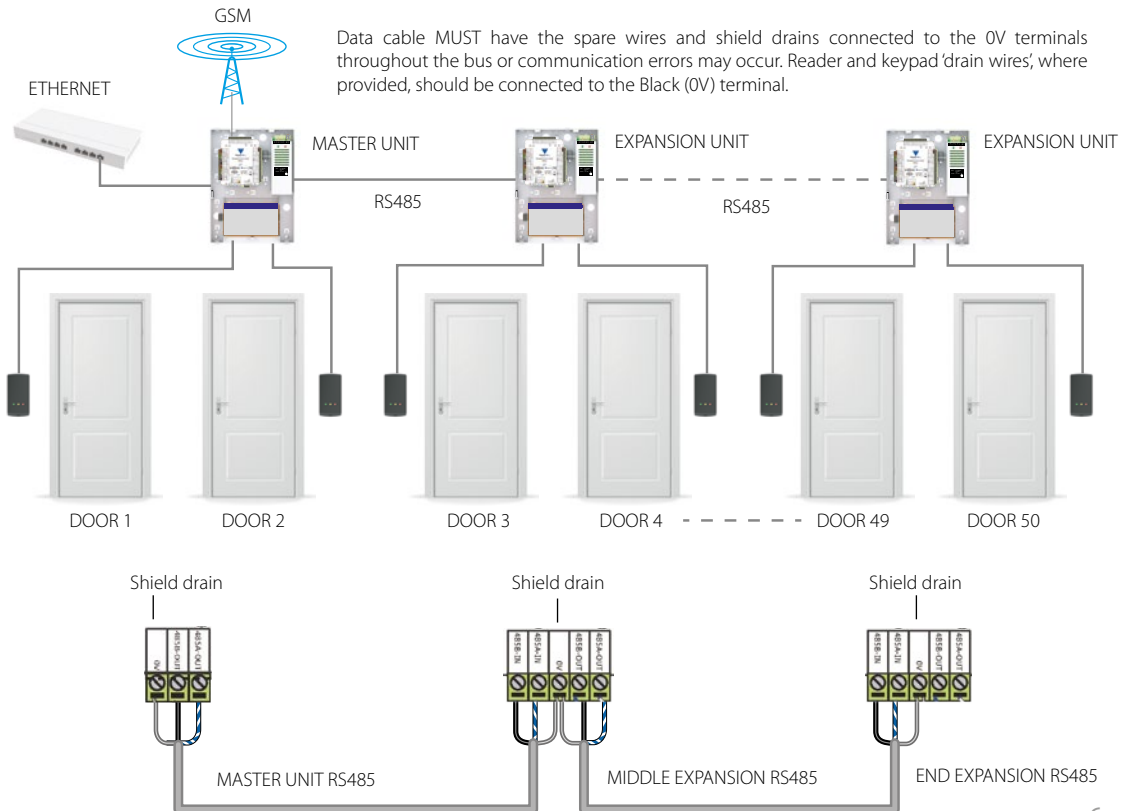 GSM
Data cable MUST have the spare wires and shield drains connected to the 0V terminals
throughout the bus or communication errors may occur. Reader and keypad ‘drain wires’, where
provided, should be connected to the Black (0V) terminal.
ETHERNET
MASTER UNIT
EXPANSION UNIT
EXPANSION UNIT
RS485
RS485
DOOR 1
DOOR 2
DOOR 3
DOOR 4
DOOR 49
DOOR 50
Shield drain
Shield drain
Shield drain
0V
485B-OUT
485A-OUT
485B-IN
485A-IN
0V
485B-OUT
485A-OUT
485B-IN
485A-IN
0V
485B-OUT
485A-OUT
MASTER UNIT RS485
MIDDLE EXPANSION RS485
END EXPANSION RS485